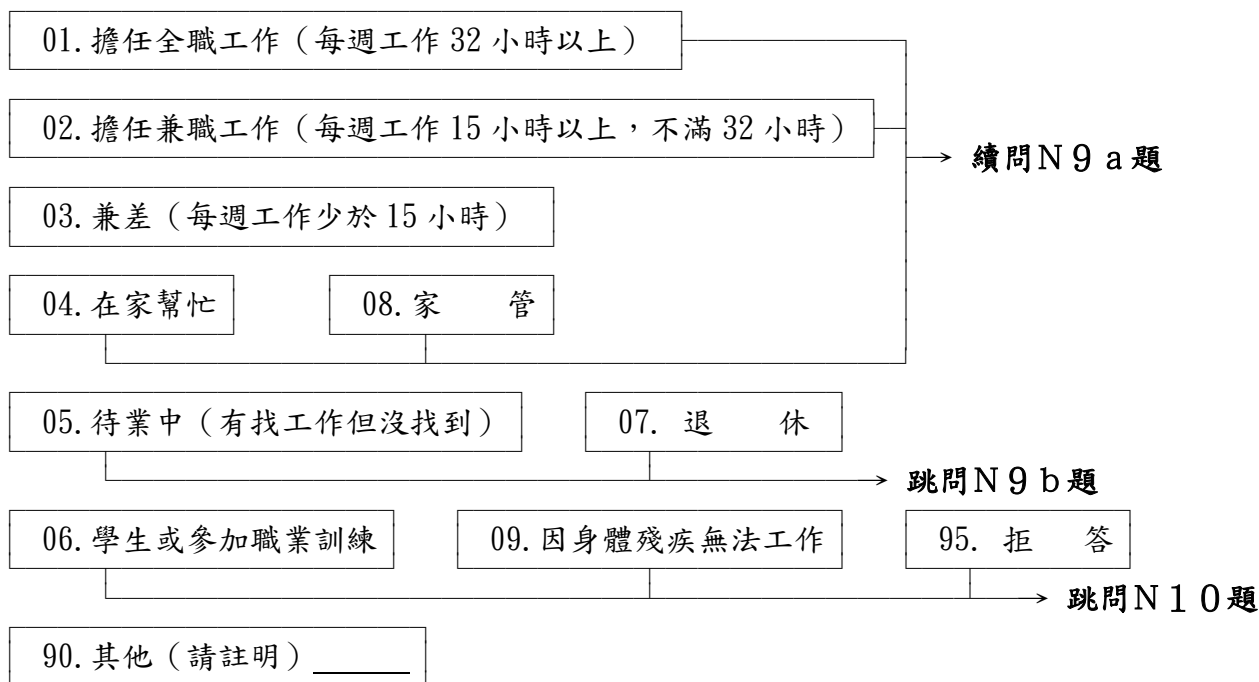 01.擔任全職工作（每週工作 32 小時以上）
02.擔任兼職工作（每週工作 15 小時以上，不滿 32 小時）
續問N９a題
03.兼差（每週工作少於 15 小時）
04.在家幫忙 08.家 管
05.待業中（有找工作但沒找到） 07. 退 休
跳問N９b題
06.學生或參加職業訓練 09.因身體殘疾無法工作 95. 拒 答
跳問N１０題
90.其他（請註明）______